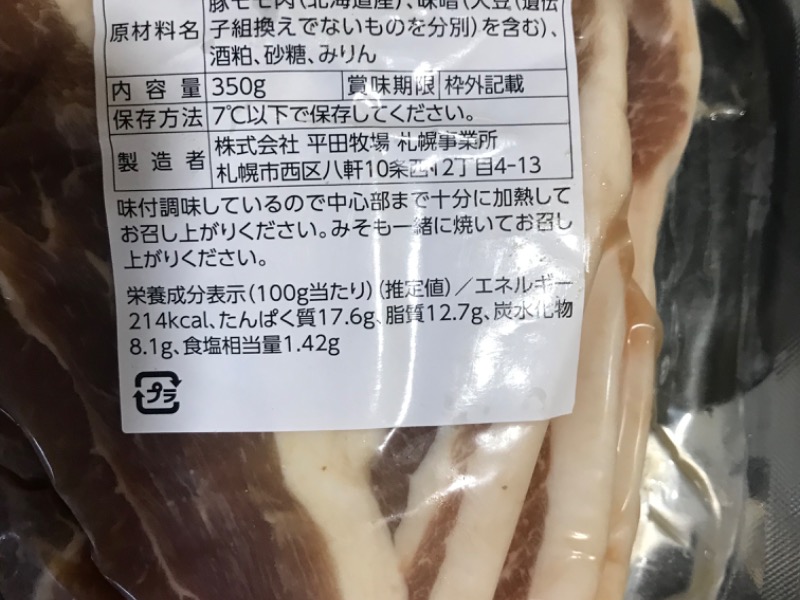 豚モモ肉(北海道産)、味噌(大豆(遺伝
原材料名 子組換えでないものを分別)を含む)、
酒粕、砂糖、みりん
内容量 350g 賞味期限 枠外記載
保存方法 7℃以下で保存してください。
製造者 株式会社 平田牧場 札幌事業所
札幌市西区八軒10条西12丁目4-13
味付調味しているので中心部まで十分に加熱して
お召し上がりください。みそも一緒に焼いてお召し
上がりください。
栄養成分表示(100g当たり)(推定値)/エネルギー
214kcal、たんぱく質17.6g、脂質12.7g、炭水化物
8.1g、食塩相当量1.42g
プラ